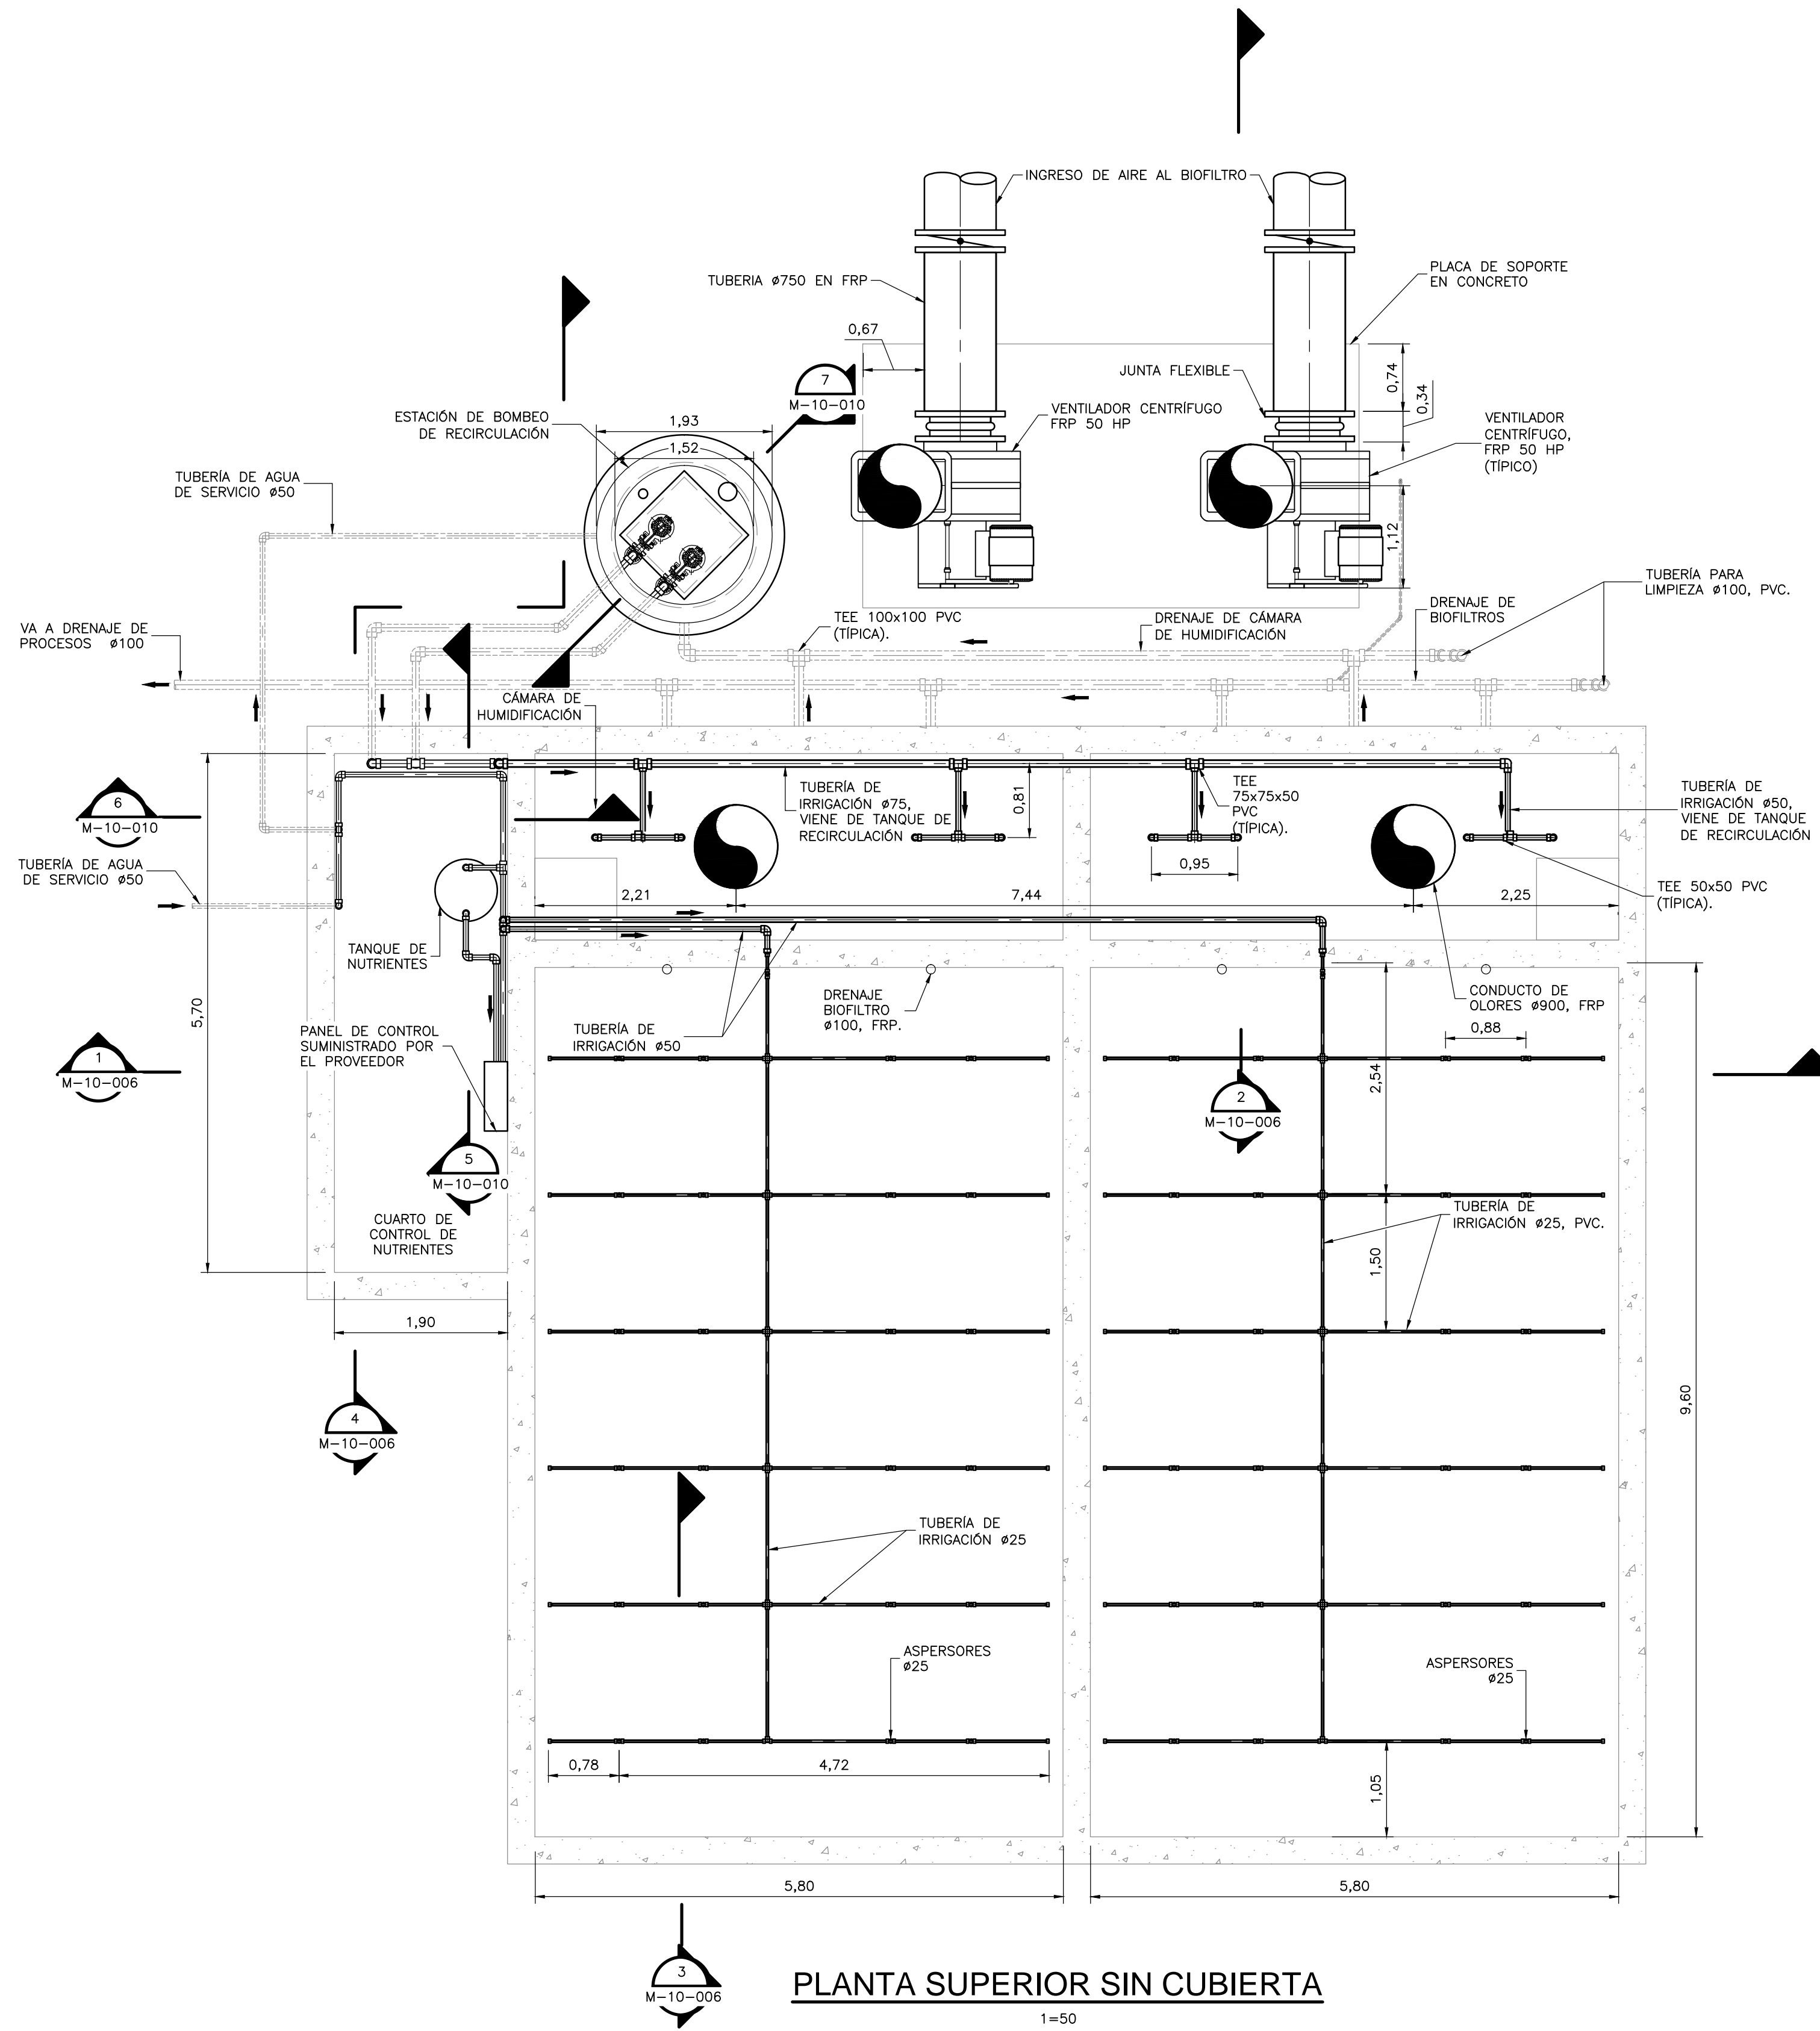 INGRESO DE AIRE AL BIOFILTRO
TUBERIA ø750 EN FRP
PLACA DE SOPORTE
EN CONCRETO
0,67
0,74
0,34
JUNTA FLEXIBLE
7
M-10-010
VENTILADOR CENTRÍFUGO
FRP 50 HP
VENTILADOR
CENTRÍFUGO,
FRP 50 HP
(TÍPICO)
ESTACIÓN DE BOMBEO
DE RECIRCULACIÓN
1,93
1,52
TUBERÍA DE AGUA
DE SERVICIO ø50
1,12
TUBERÍA PARA
LIMPIEZA ø100, PVC.
DRENAJE DE
BIOFILTROS
TEE 100x100 PVC
(TÍPICA).
DRENAJE DE CÁMARA
DE HUMIDIFICACIÓN
VA A DRENAJE DE
PROCESOS ø100
CÁMARA DE
HUMIDIFICACIÓN
6
M-10-010
TUBERÍA DE
IRRIGACIÓN ø75,
VIENE DE TANQUE DE
RECIRCULACIÓN
0,81
TEE
75x75x50
PVC
(TÍPICA).
TUBERÍA DE
IRRIGACIÓN ø50,
VIENE DE TANQUE
DE RECIRCULACIÓN
TUBERÍA DE AGUA
DE SERVICIO ø50
0,95
2,21
7,44
2,25
TEE 50x50 PVC
(TÍPICA).
TANQUE DE
NUTRIENTES
5,70
DRENAJE
BIOFILTRO
ø100, FRP.
CONDUCTO DE
OLORES ø900, FRP
TUBERÍA DE
IRRIGACIÓN ø50
PANEL DE CONTROL
SUMINISTRADO POR
EL PROVEEDOR
0,88
1
M-10-006
2,54
2
M-10-006
5
M-10-010
CUARTO DE
CONTROL DE
NUTRIENTES
TUBERÍA DE
IRRIGACIÓN ø25, PVC.
1,50
1,90
9,60
4
M-10-006
TUBERÍA DE
IRRIGACIÓN ø25
ASPERSORES
ø25
ASPERSORES
ø25
0,78
4,72
1,05
5,80
5,80
3
M-10-006
PLANTA SUPERIOR SIN CUBIERTA
1=50